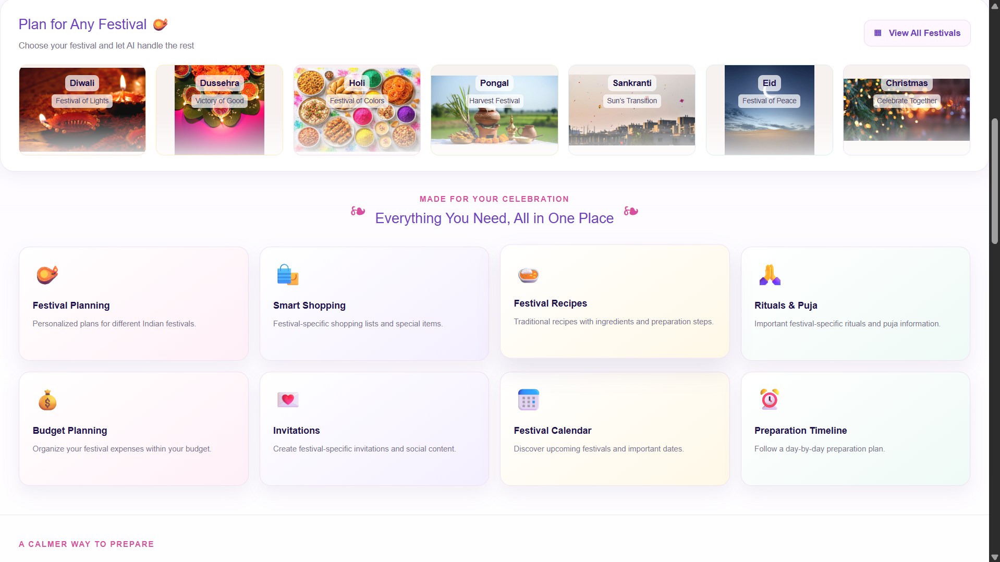 Plan for Any Festival
Choose your festival and let AI handle the rest
View All Festivals
Diwali
Festival of Lights
Dussehra
Victory of Good
Holi
Festival of Colors
Pongal
Harvest Festival
Sankranti
Sun's Transition
Eid
Festival of Peace
Christmas
Celebrate Together
MADE FOR YOUR CELEBRATION
Everything You Need, All in One Place
Festival Planning
Personalized plans for different Indian festivals.
Smart Shopping
Festival-specific shopping lists and special items.
Festival Recipes
Traditional recipes with ingredients and preparation steps.
Rituals & Puja
Important festival-specific rituals and puja information.
Budget Planning
Organize your festival expenses within your budget.
Invitations
Create festival-specific invitations and social content.
Festival Calendar
Discover upcoming festivals and important dates.
Preparation Timeline
Follow a day-by-day preparation plan.
A CALMER WAY TO PREPARE